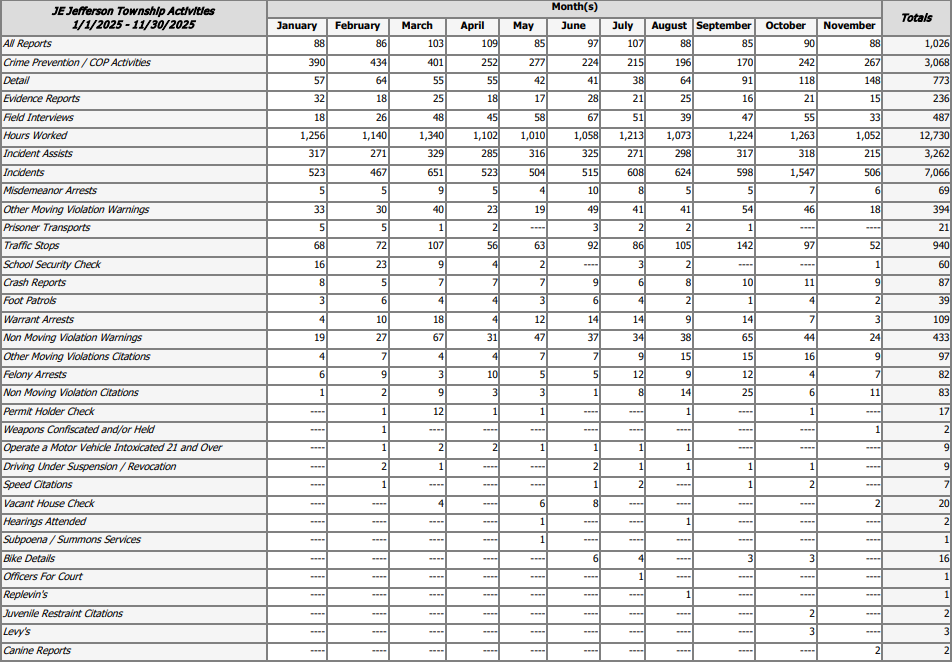 JE Jefferson Township Activities
1/1/2025 - 11/30/2025
Month(s)
Totals
January February March April May June July August September October November
All Reports 88 86 103 109 85 97 107 88 85 90 88 1,026
Crime Prevention / COP Activities 390 434 401 252 277 224 215 196 170 242 267 3,068
Detail 57 64 55 55 42 41 38 64 91 118 148 773
Evidence Reports 32 18 25 18 17 28 21 25 16 21 15 236
Field Interviews 18 26 48 45 58 67 51 39 47 55 33 487
Hours Worked 1,256 1,140 1,340 1,102 1,010 1,058 1,213 1,073 1,224 1,263 1,052 12,730
Incident Assists 317 271 329 285 316 325 271 298 317 318 215 3,262
Incidents 523 467 651 523 504 515 608 624 598 1,547 506 7,066
Misdemeanor Arrests 5 5 9 5 4 10 8 5 5 7 6 69
Other Moving Violation Warnings 33 30 40 23 19 49 41 41 54 46 18 394
Prisoner Transports 5 5 1 2 ---- 3 2 2 1 ---- ---- 21
Traffic Stops 68 72 107 56 63 92 86 105 142 97 52 940
School Security Check 16 23 9 4 2 ---- 3 2 ---- ---- 1 60
Crash Reports 8 5 7 7 7 9 6 8 10 11 9 87
Foot Patrols 3 6 4 4 3 6 4 2 1 4 2 39
Warrant Arrests 4 10 18 4 12 14 14 9 14 7 3 109
Non Moving Violation Warnings 19 27 67 31 47 37 34 38 65 44 24 433
Other Moving Violations Citations 4 7 4 4 7 7 9 15 15 16 9 97
Felony Arrests 6 9 3 10 5 5 12 9 12 4 7 82
Non Moving Violation Citations 1 2 9 3 3 1 8 14 25 6 11 83
Permit Holder Check ---- 1 12 1 1 ---- ---- 1 ---- 1 ---- 17
Weapons Confiscated and/or Held ---- 1 ---- ---- ---- ---- ---- ---- ---- ---- 1 2
Operate a Motor Vehicle Intoxicated 21 and Over ---- 1 2 2 1 1 1 1 ---- ---- ---- 9
Driving Under Suspension / Revocation ---- 2 1 ---- ---- 2 1 1 1 1 ---- 9
Speed Citations ---- 1 ---- ---- ---- 1 2 ---- 1 2 ---- 7
Vacant House Check ---- ---- 4 ---- 6 8 ---- ---- ---- ---- 2 20
Hearings Attended ---- ---- ---- ---- 1 ---- ---- 1 ---- ---- ---- 2
Subpoena / Summons Services ---- ---- ---- ---- 1 ---- ---- ---- ---- ---- ---- 1
Bike Details ---- ---- ---- ---- ---- 6 4 ---- 3 3 ---- 16
Officers For Court ---- ---- ---- ---- ---- ---- 1 ---- ---- ---- ---- 1
Replevin's ---- ---- ---- ---- ---- ---- ---- 1 ---- ---- ---- 1
Juvenile Restraint Citations ---- ---- ---- ---- ---- ---- ---- ---- ---- 2 ---- 2
Levy's ---- ---- ---- ---- ---- ---- ---- ---- ---- 3 ---- 3
Canine Reports ---- ---- ---- ---- ---- ---- ---- ---- ---- ---- 2 2